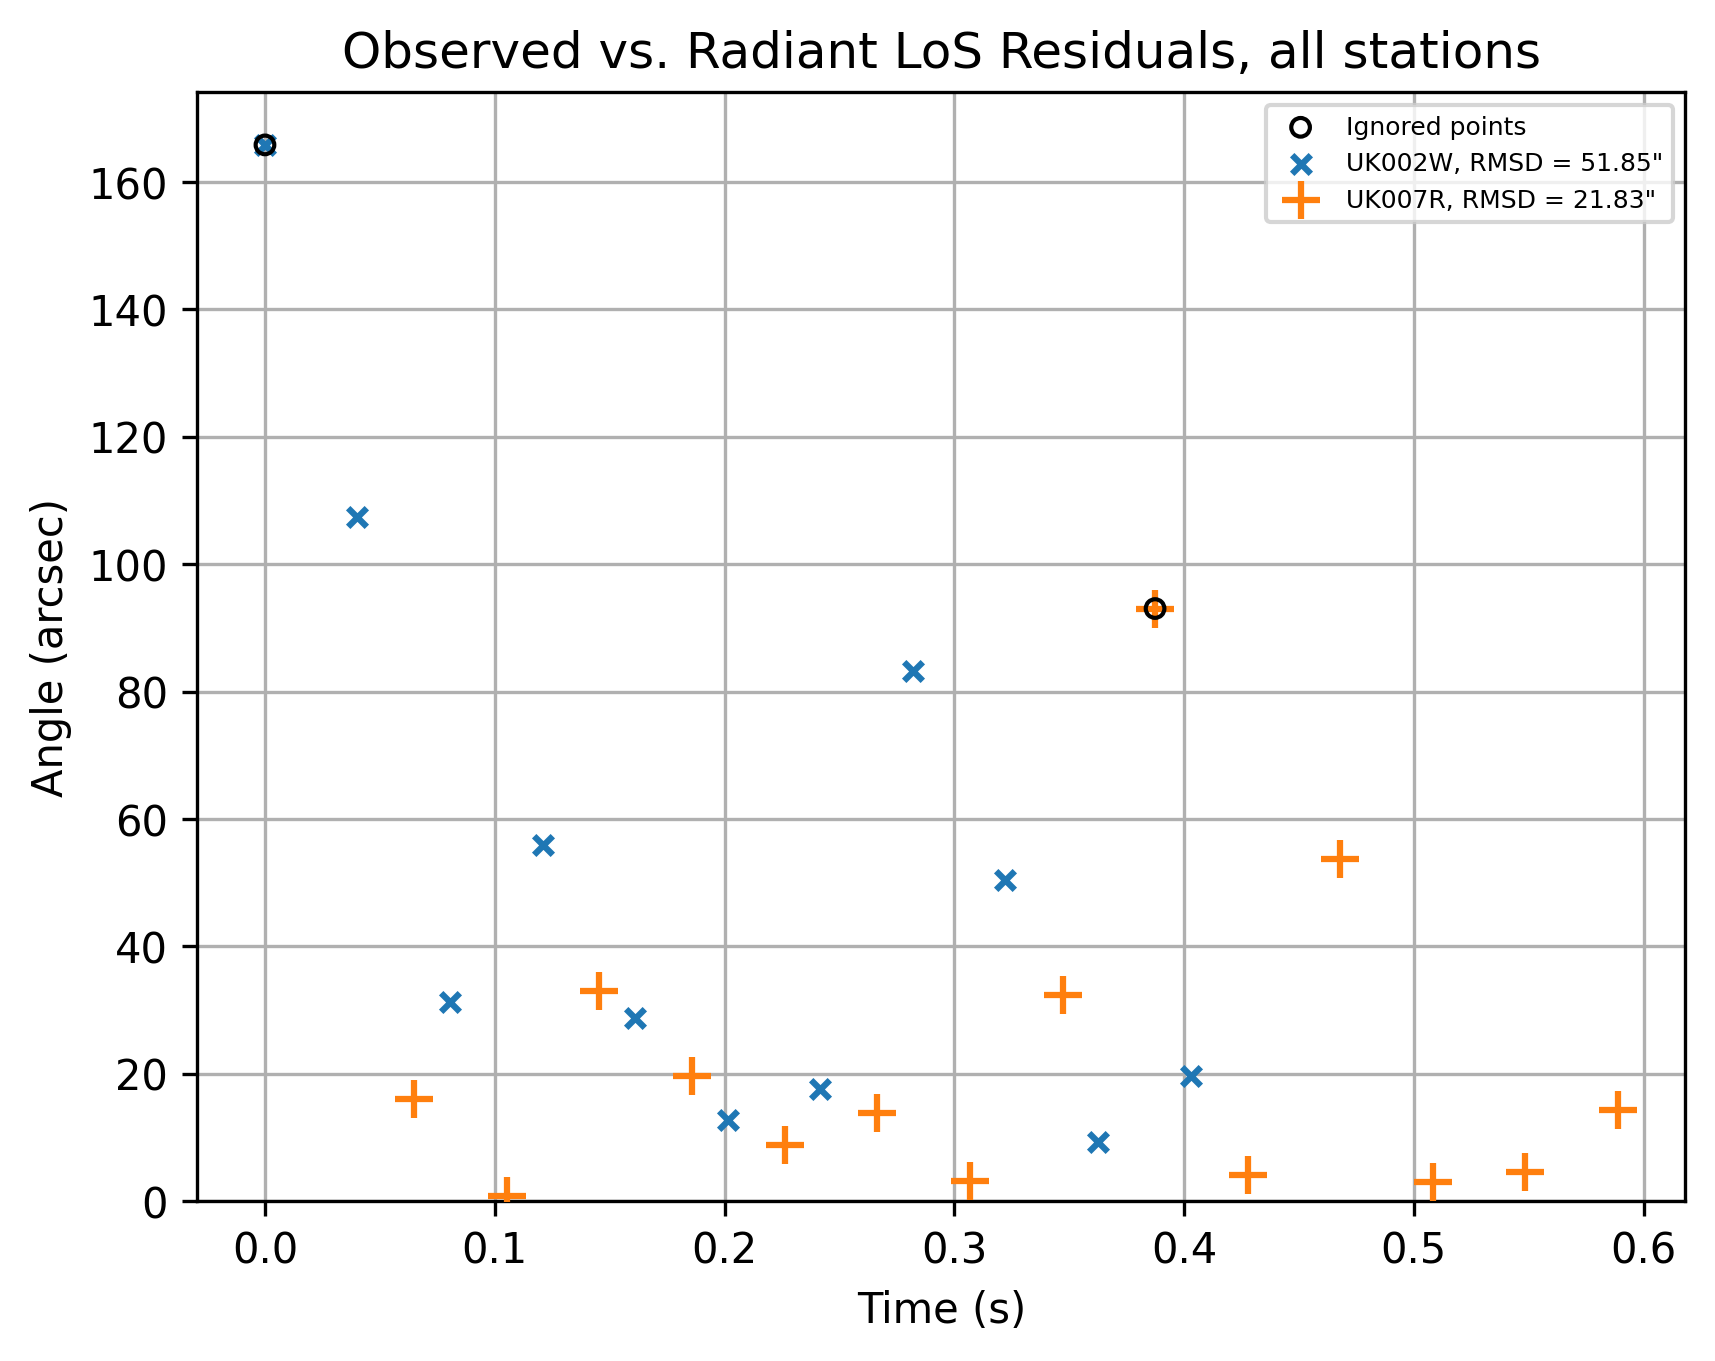 Observed vs. Radiant LoS Residuals, all stations
Ignored points
UK002W, RMSD = 51.85"
UK007R, RMSD = 21.83"
160
140
120
100
80
60
40
20
0
Angle (arcsec)
0.0 0.1 0.2 0.3 0.4 0.5 0.6
Time (s)